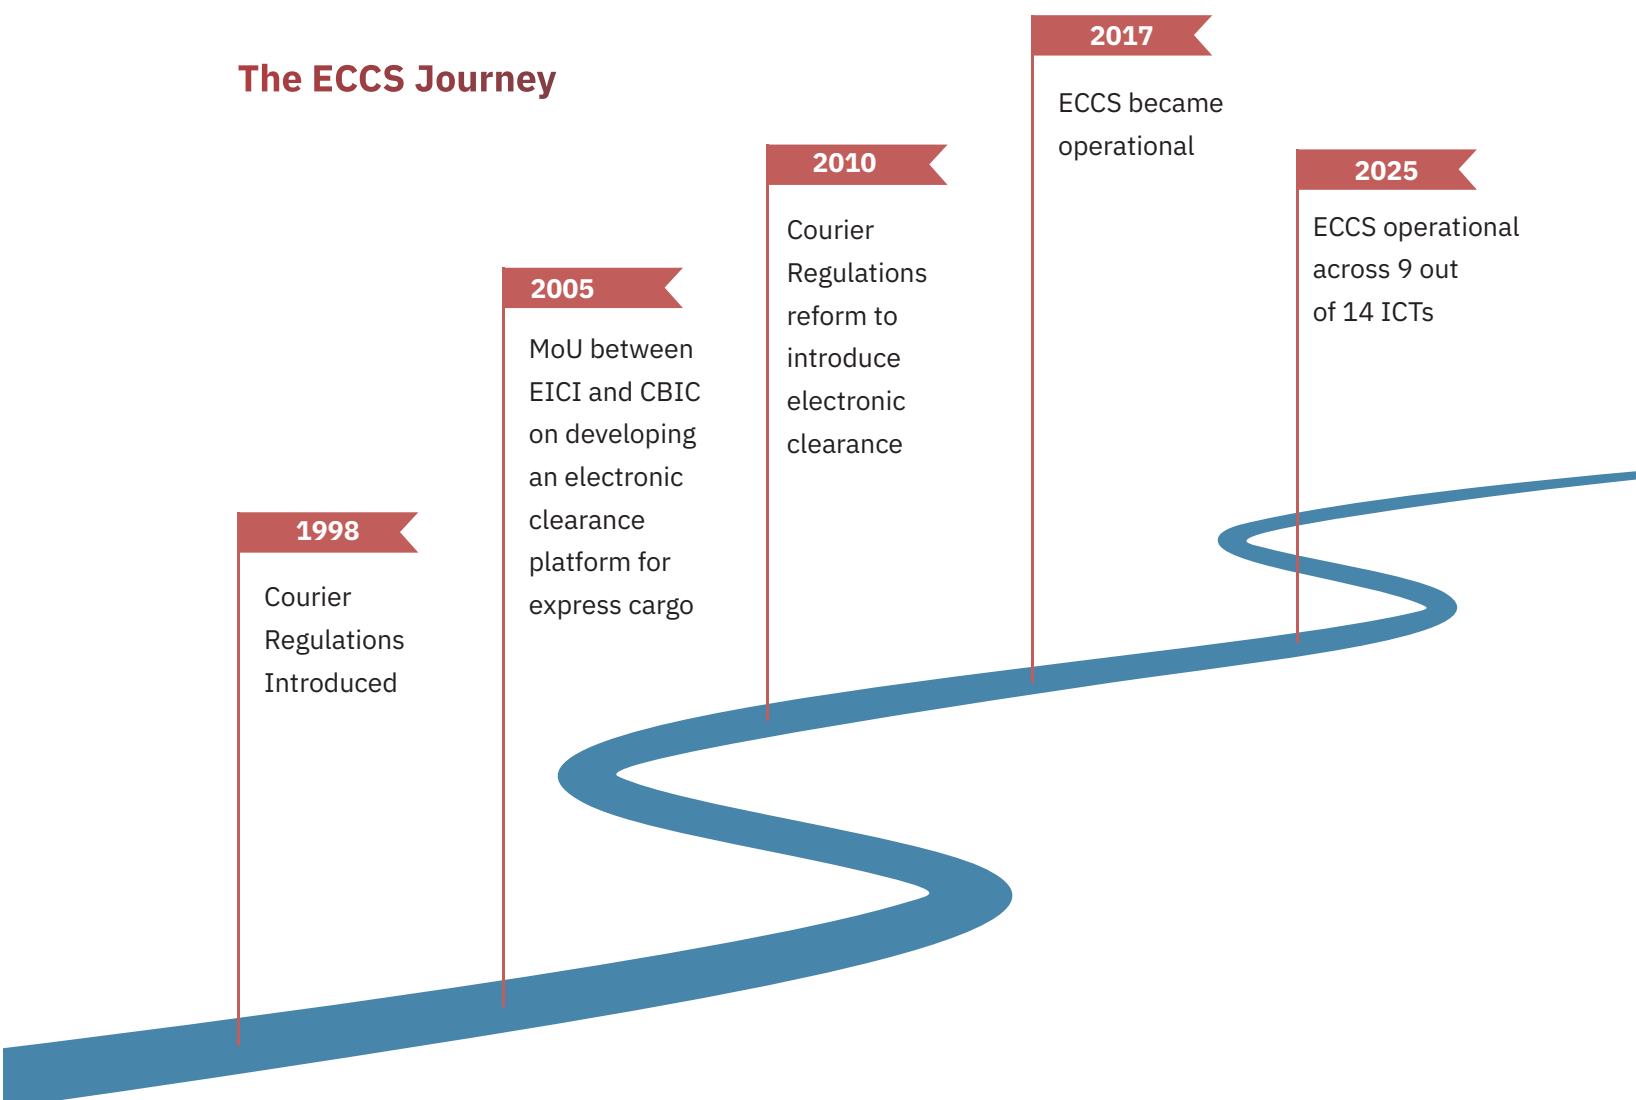 The ECCS Journey
1998
Courier
Regulations
Introduced
2005
MoU between
EICI and CBIC
on developing
an electronic
clearance
platform for
express cargo
2010
Courier
Regulations
reform to
introduce
electronic
clearance
2017
ECCS became
operational
2025
ECCS operational
across 9 out
of 14 ICTs